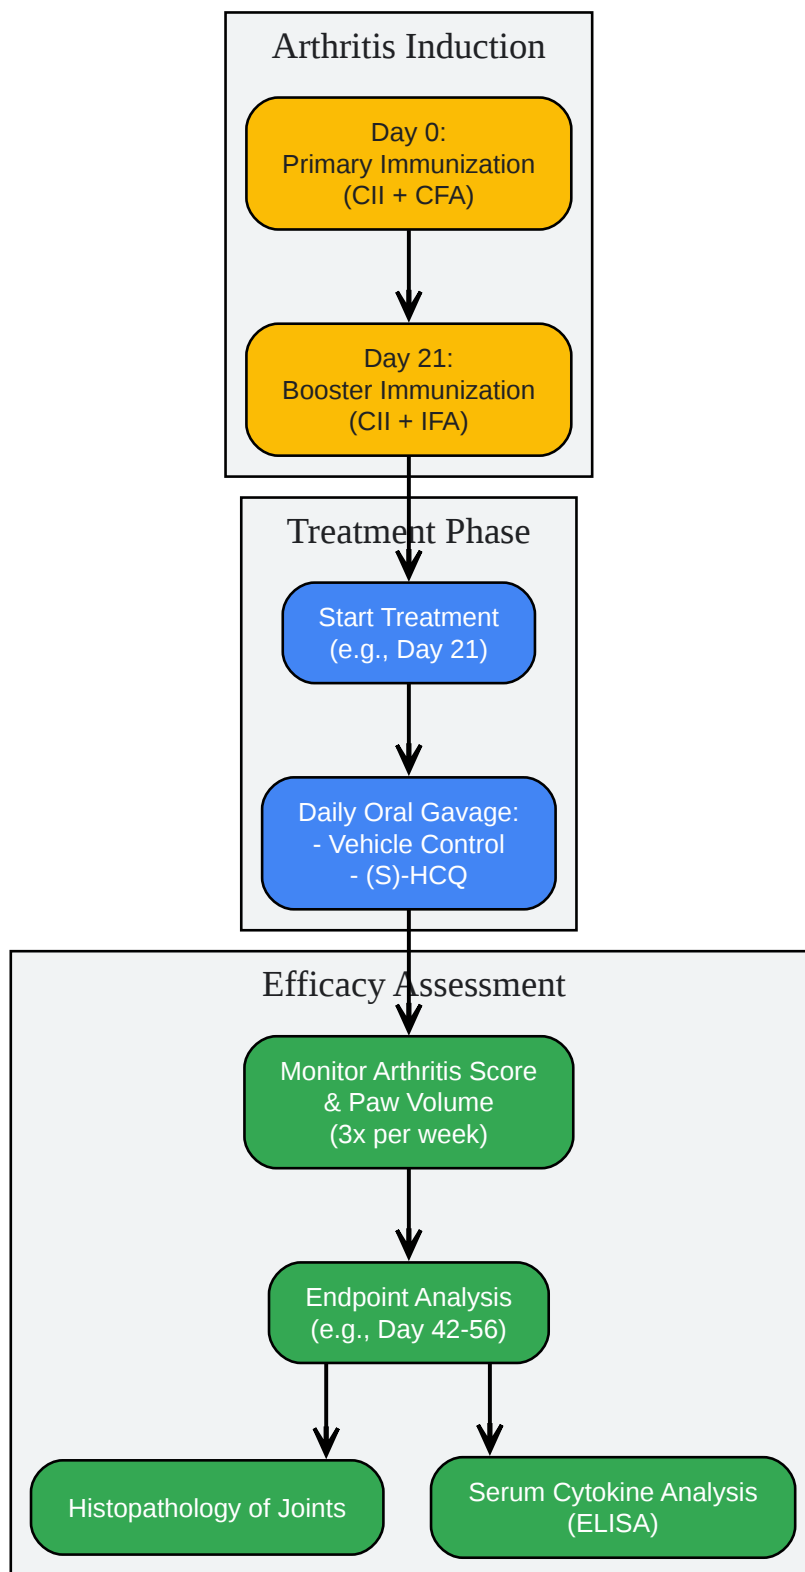 Arthritis Induction
Day 0:
Primary Immunization
(CII + CFA)
Day 21:
Booster Immunization
(CII + IFA)
Treatment Phase
Start Treatment
(e.g., Day 21)
Daily Oral Gavage:
- Vehicle Control
- (S)-HCQ
Efficacy Assessment
Monitor Arthritis Score
& Paw Volume
(3x per week)
Endpoint Analysis
(e.g., Day 42-56)
Histopathology of Joints
Serum Cytokine Analysis
(ELISA)